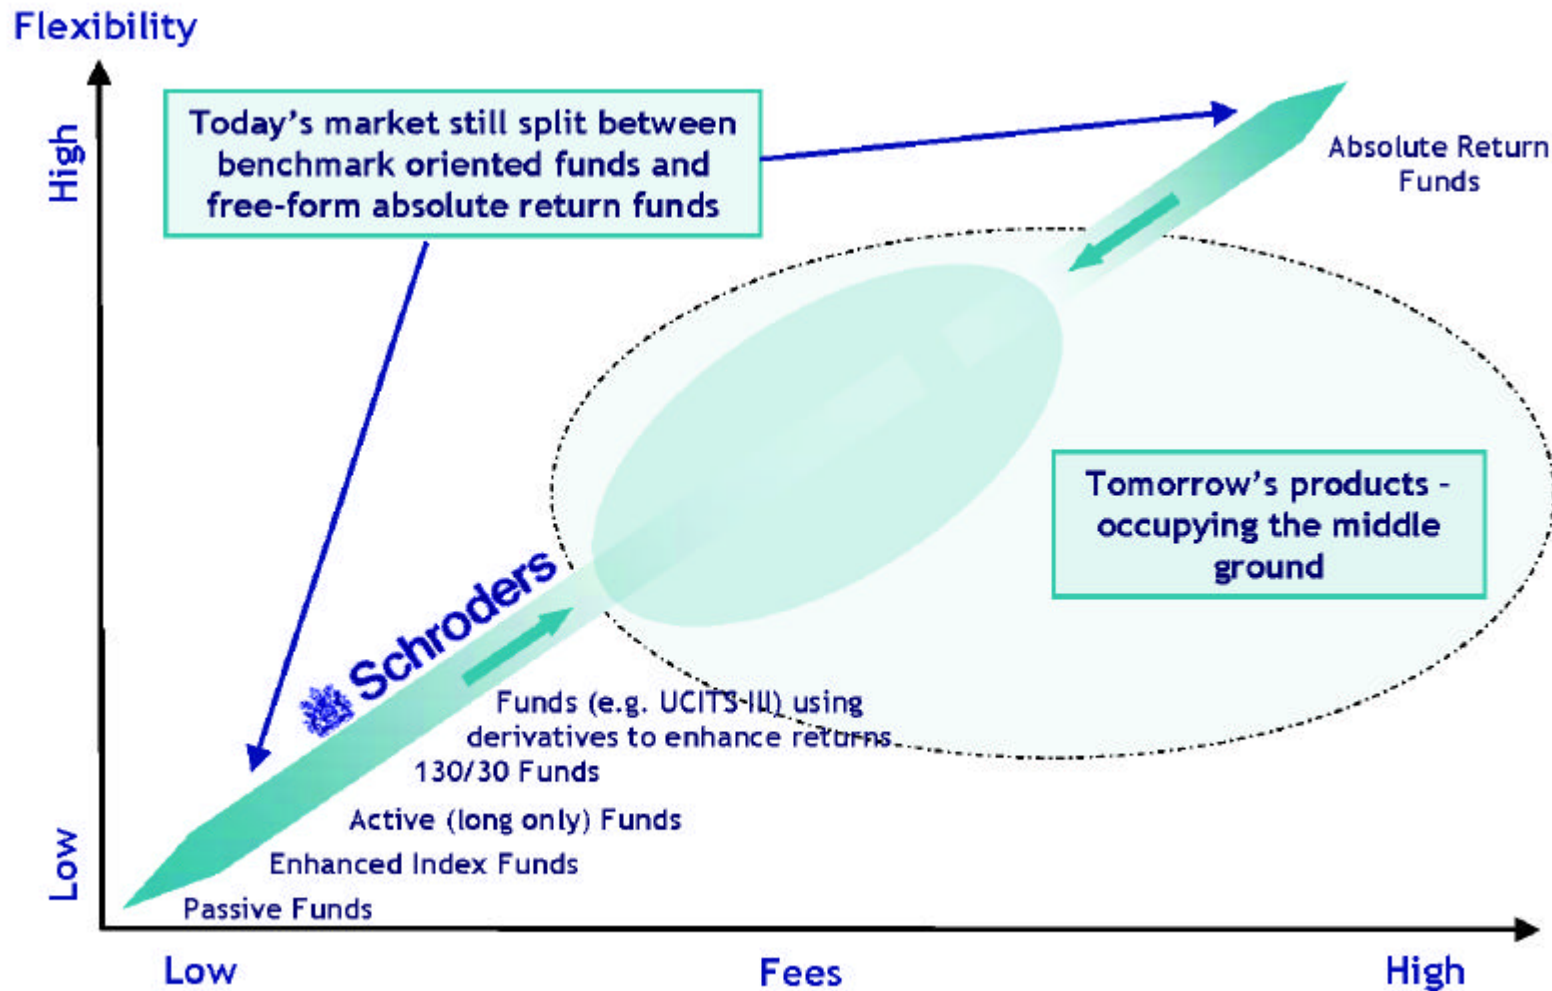 Flexibility
High
Today's market still split between
benchmark oriented funds and
free-form absolute return funds
Absolute Return
Funds
Tomorrow's products -
occupying the middle
ground
Schroders
Funds (e.g. UCITS III) using
derivatives to enhance returns
130/30 Funds
Active (long only) Funds
Enhanced Index Funds
Passive Funds
Low
Low
Fees
High